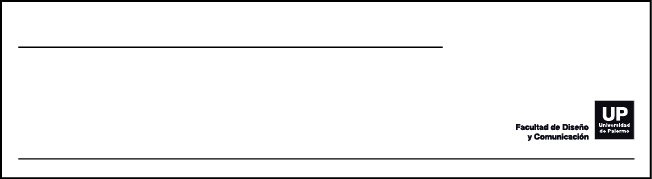 UP
Universidad
de Palermo
Facultad de Diseño
y Comunicación